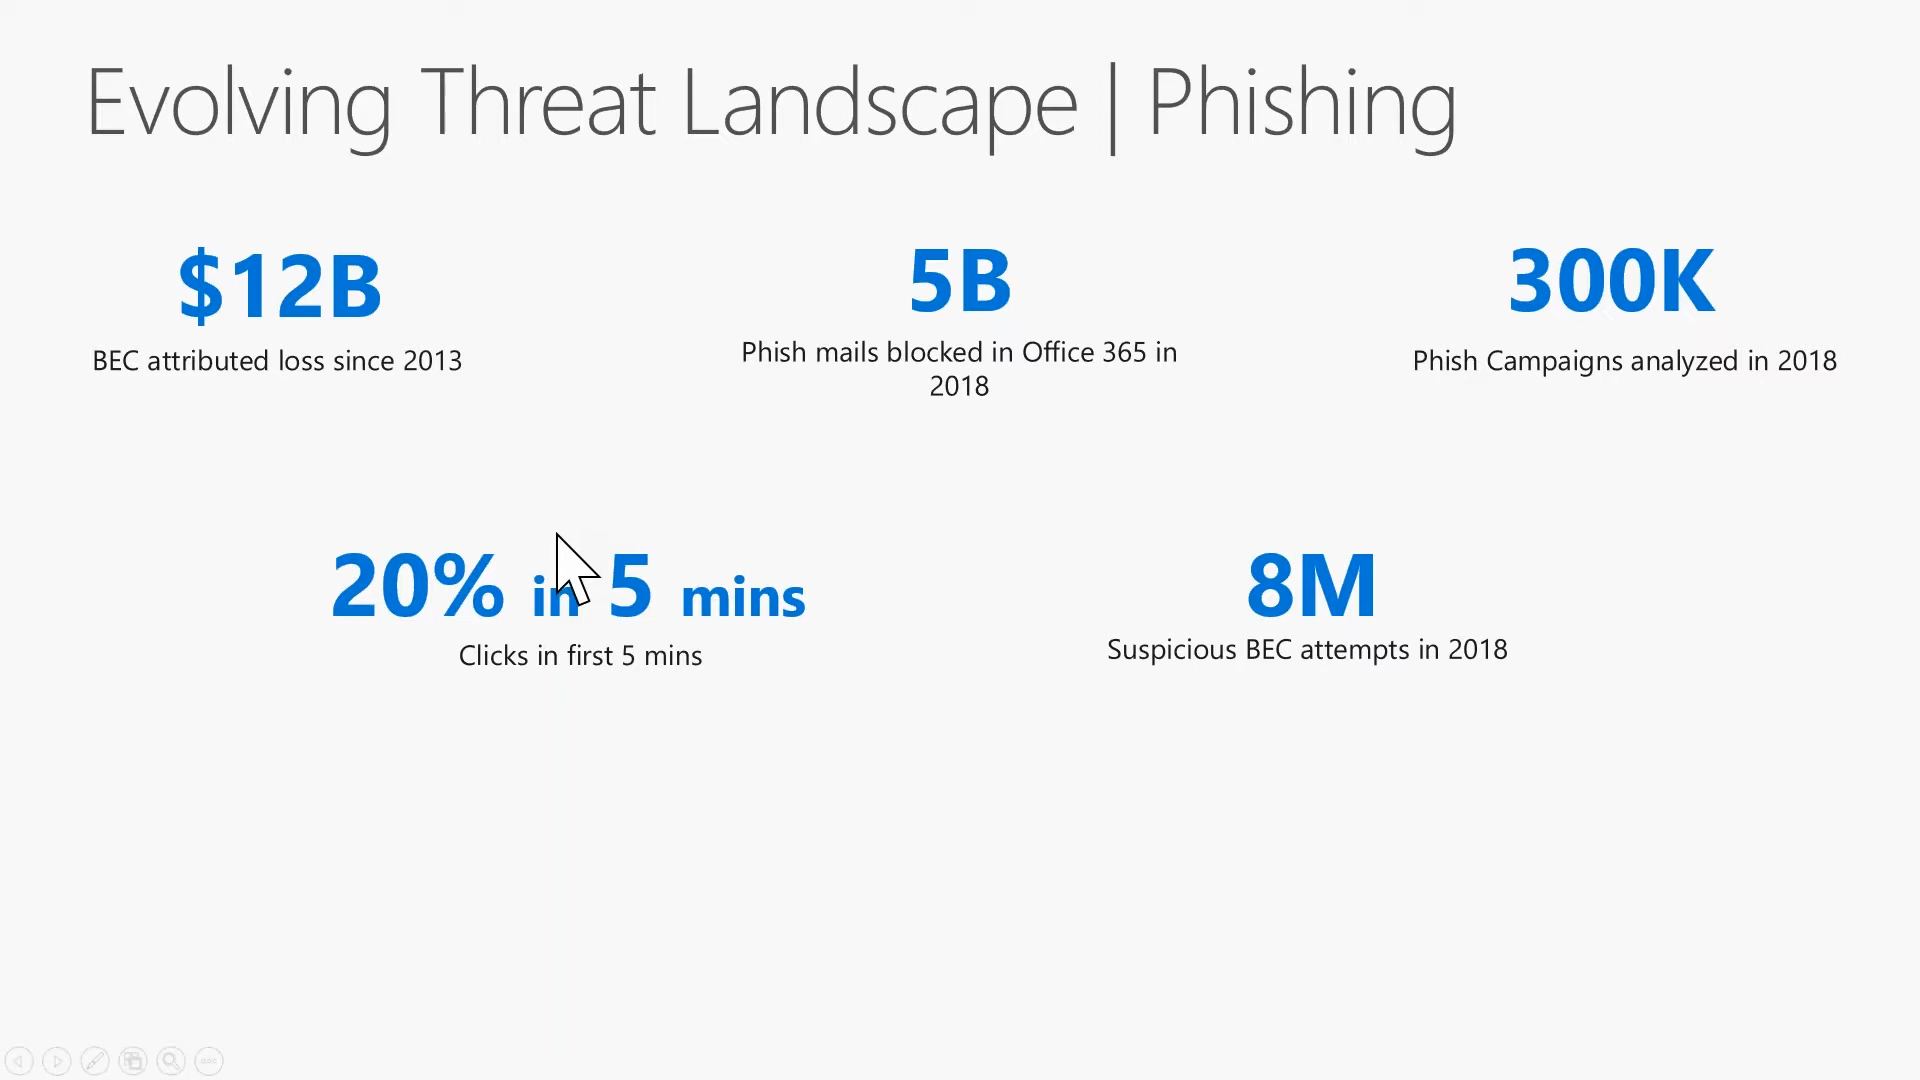 Evolving Threat Landscape | Phishing
$12B
BEC attributed loss since 2013
5B
Phish mails blocked in Office 365 in
2018
300K
Phish Campaigns analyzed in 2018
20% in 5 mins
Clicks in first 5 mins
8M
Suspicious BEC attempts in 2018